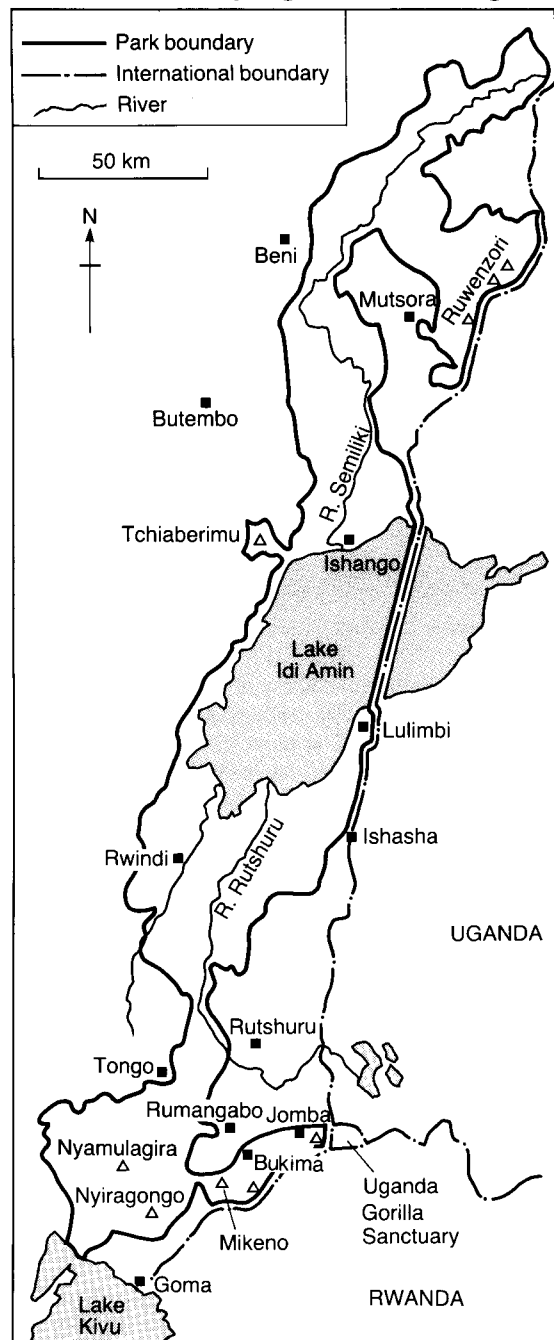 Park boundary
International boundary
River
50 km
N
Beni
Ruwenzori
Mutsora
Butembo
R. Semiliki
Tchiaberimu
Ishango
Lake
Idi Amin
Lulimbi
Rwindi
Ishasha
R. Rutshuru
UGANDA
Rutshuru
Tongo
Rumangabo
Jomba
Nyamulagira
Bukima
Nyiragongo
Uganda
Gorilla
Sanctuary
Mikeno
Goma
RWANDA
Lake
Kivu